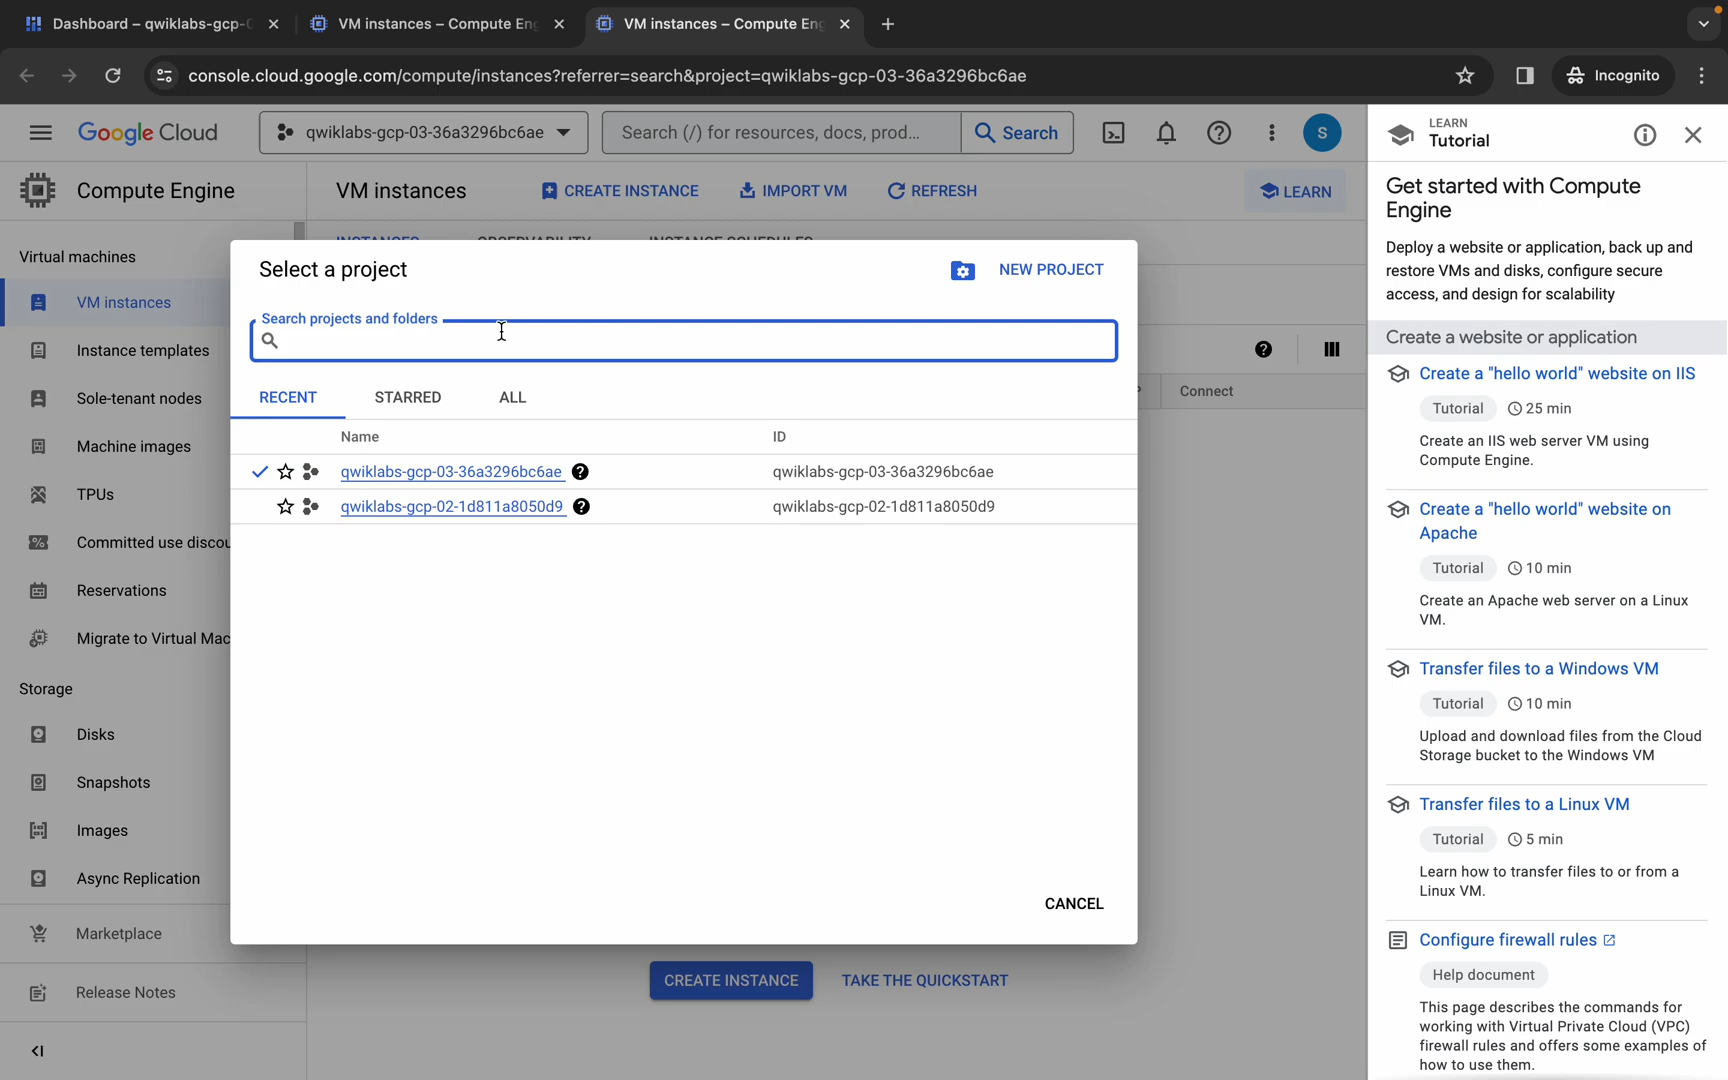 Dashboard – qwiklabs-gcp-
VM instances – Compute En
VM instances – Compute Eng
console.cloud.google.com/compute/instances?referrer=search&project=qwiklabs-gcp-03-36a3296bc6ae
Incognito
Google Cloud
qwiklabs-gcp-03-36a3296bc6ae
Search (/) for resources, docs, prod...
Search
S
Compute Engine
VM instances
CREATE INSTANCE
IMPORT VM
REFRESH
LEARN
INSTANCES
OBSERVABILITY
INSTANCE SCHEDULES
Virtual machines
VM instances
Instance templates
Sole-tenant nodes
Machine images
TPUs
Committed use discou
Reservations
Migrate to Virtual Mac
Storage
Disks
Snapshots
Images
Async Replication
Marketplace
Release Notes
Select a project
NEW PROJECT
Search projects and folders
RECENT
STARRED
ALL
Name
ID
qwiklabs-gcp-03-36a3296bc6ae
qwiklabs-gcp-03-36a3296bc6ae
qwiklabs-gcp-02-1d811a8050d9
qwiklabs-gcp-02-1d811a8050d9
CANCEL
Connect
CREATE INSTANCE
TAKE THE QUICKSTART
LEARN
Tutorial
Get started with Compute
Engine
Deploy a website or application, back up and
restore VMs and disks, configure secure
access, and design for scalability
Create a website or application
Create a "hello world" website on IIS
Tutorial
25 min
Create an IIS web server VM using
Compute Engine.
Create a "hello world" website on
Apache
Tutorial
10 min
Create an Apache web server on a Linux
VM.
Transfer files to a Windows VM
Tutorial
10 min
Upload and download files from the Cloud
Storage bucket to the Windows VM
Transfer files to a Linux VM
Tutorial
5 min
Learn how to transfer files to or from a
Linux VM.
Configure firewall rules
Help document
This page describes the commands for
working with Virtual Private Cloud (VPC)
firewall rules and offers some examples of
how to use them.